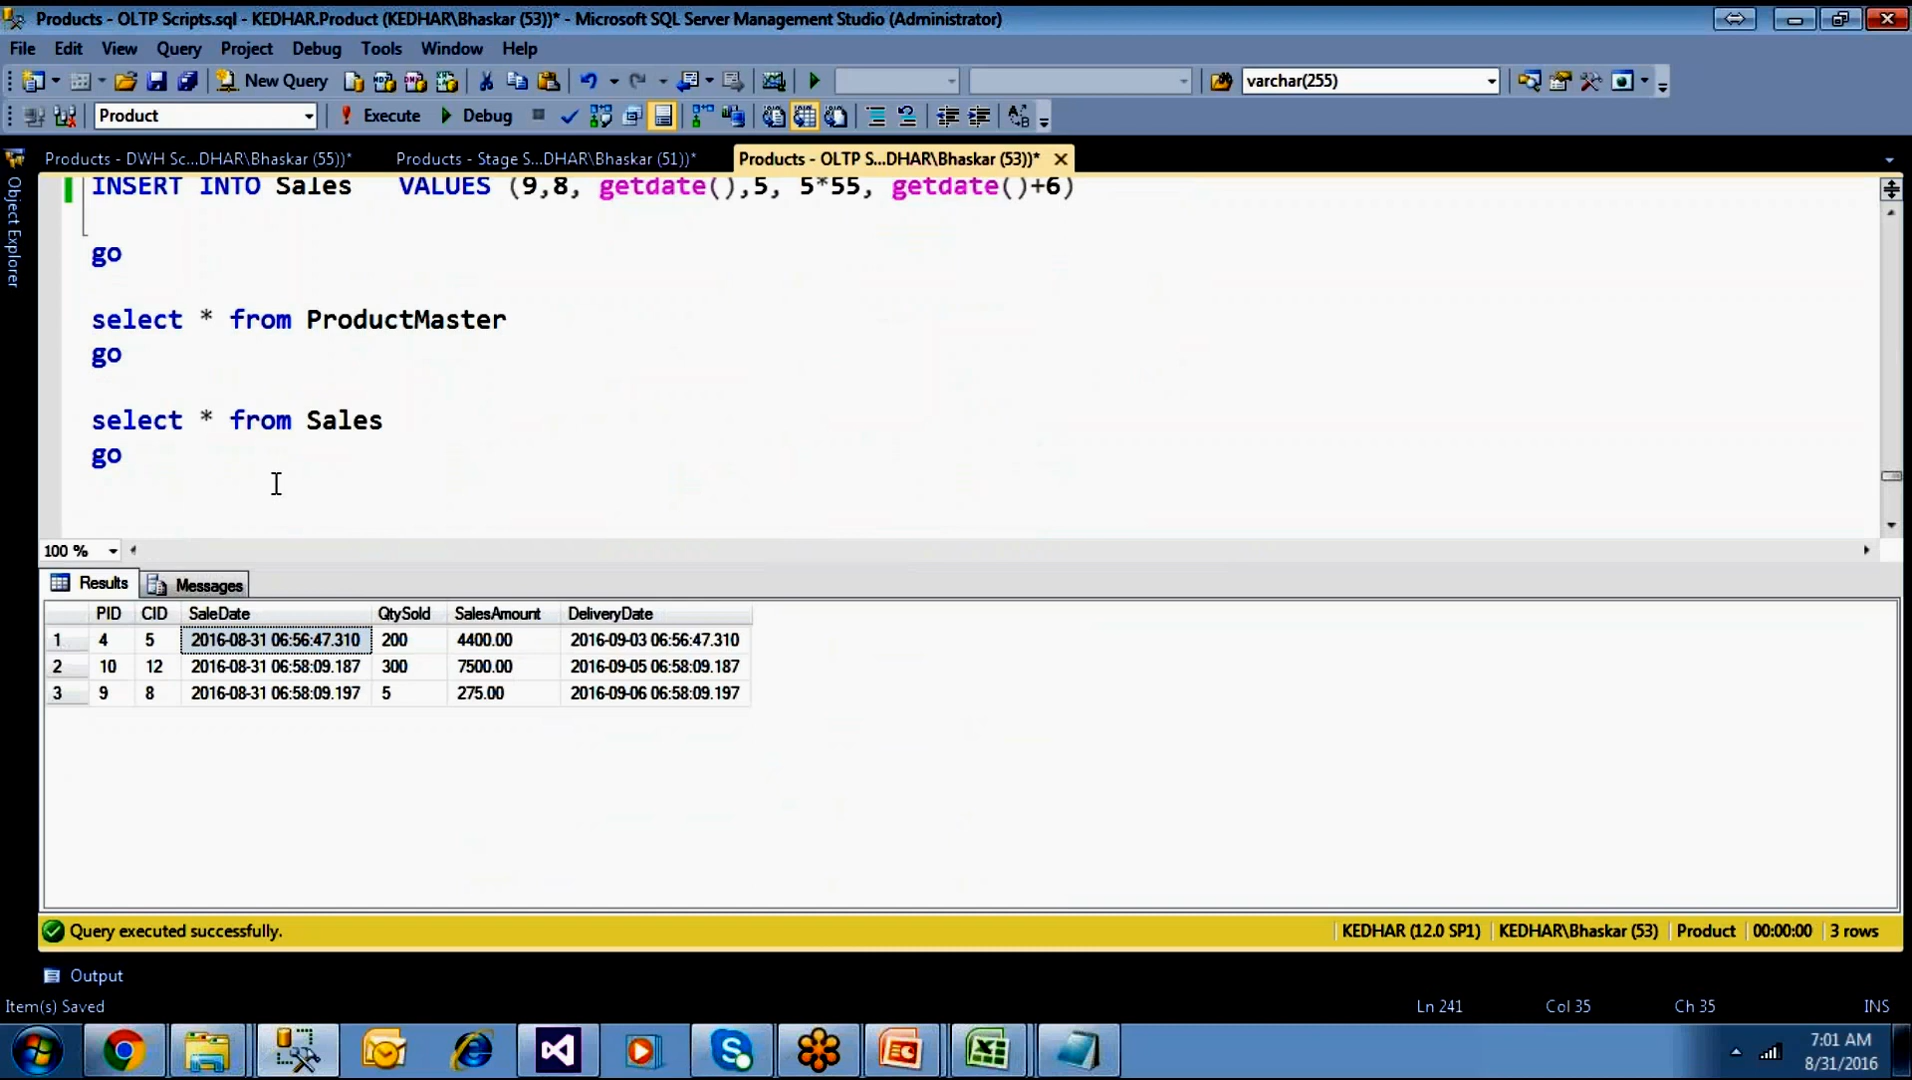 Products - OLTP Scripts.sql - KEDHAR.Product (KEDHAR\Bhaskar (53))* - Microsoft SQL Server Management Studio (Administrator)
File Edit View Query Project Debug Tools Window Help
New Query varchar(255)
Product Execute Debug
Products - DWH Sc...DHAR\Bhaskar (55))* Products - Stage S...DHAR\Bhaskar (51))* Products - OLTP S...DHAR\Bhaskar (53))*
Object Explorer
INSERT INTO Sales VALUES (9,8, getdate(),5, 5*55, getdate()+6)
go
select * from ProductMaster
go
select * from Sales
go
100 %
Results Messages
PID CID SaleDate QtySold SalesAmount DeliveryDate
1 4 5 2016-08-31 06:56:47.310 200 4400.00 2016-09-03 06:56:47.310
2 10 12 2016-08-31 06:58:09.187 300 7500.00 2016-09-05 06:58:09.187
3 9 8 2016-08-31 06:58:09.197 5 275.00 2016-09-06 06:58:09.197
Query executed successfully. KEDHAR (12.0 SP1) KEDHAR\Bhaskar (53) Product 00:00:00 3 rows
Output
Item(s) Saved Ln 241 Col 35 Ch 35 INS
7:01 AM
8/31/2016